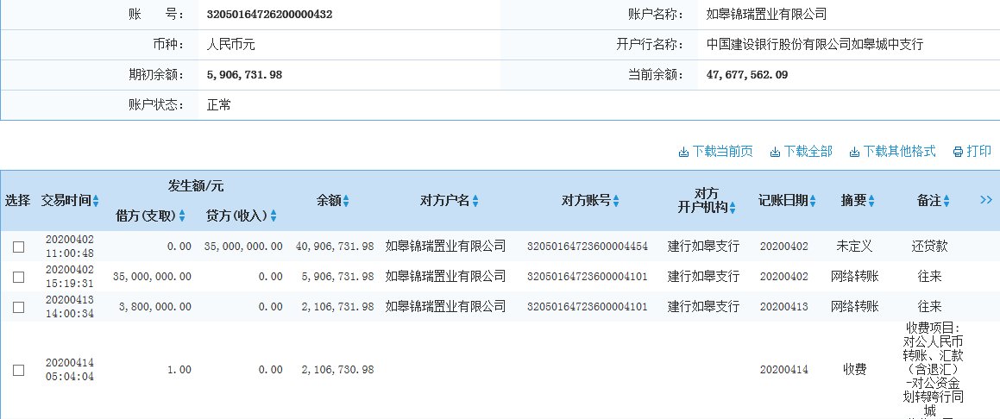 账 号： 32050164726200000432 账户名称： 如皋锦瑞置业有限公司
币种： 人民币元 开户行名称： 中国建设银行股份有限公司如皋城中支行
期初余额： 5,906,731.98 当前余额： 47,677,562.09
账户状态： 正常
下载当前页 下载全部 下载其他格式 打印
选择 交易时间 发生额/元 余额 对方户名 对方账号 对方 记账日期 摘要 备注 >>
借方(支取) 贷方(收入) 开户机构
20200402 0.00 35,000,000.00 40,906,731.98 如皋锦瑞置业有限公司 32050164723600004454 建行如皋支行 20200402 未定义 还贷款
11:00:48
20200402 35,000,000.00 0.00 5,906,731.98 如皋锦瑞置业有限公司 32050164723600004101 建行如皋支行 20200402 网络转账 往来
15:19:31
20200413 3,800,000.00 0.00 2,106,731.98 如皋锦瑞置业有限公司 32050164723600004101 建行如皋支行 20200413 网络转账 往来
14:00:34
收费项目:
对公人民币
转账、汇款
20200414 1.00 0.00 2,106,730.98 20200414 收费 （含退汇）
05:04:04 -对公资金
划转跨行同
城